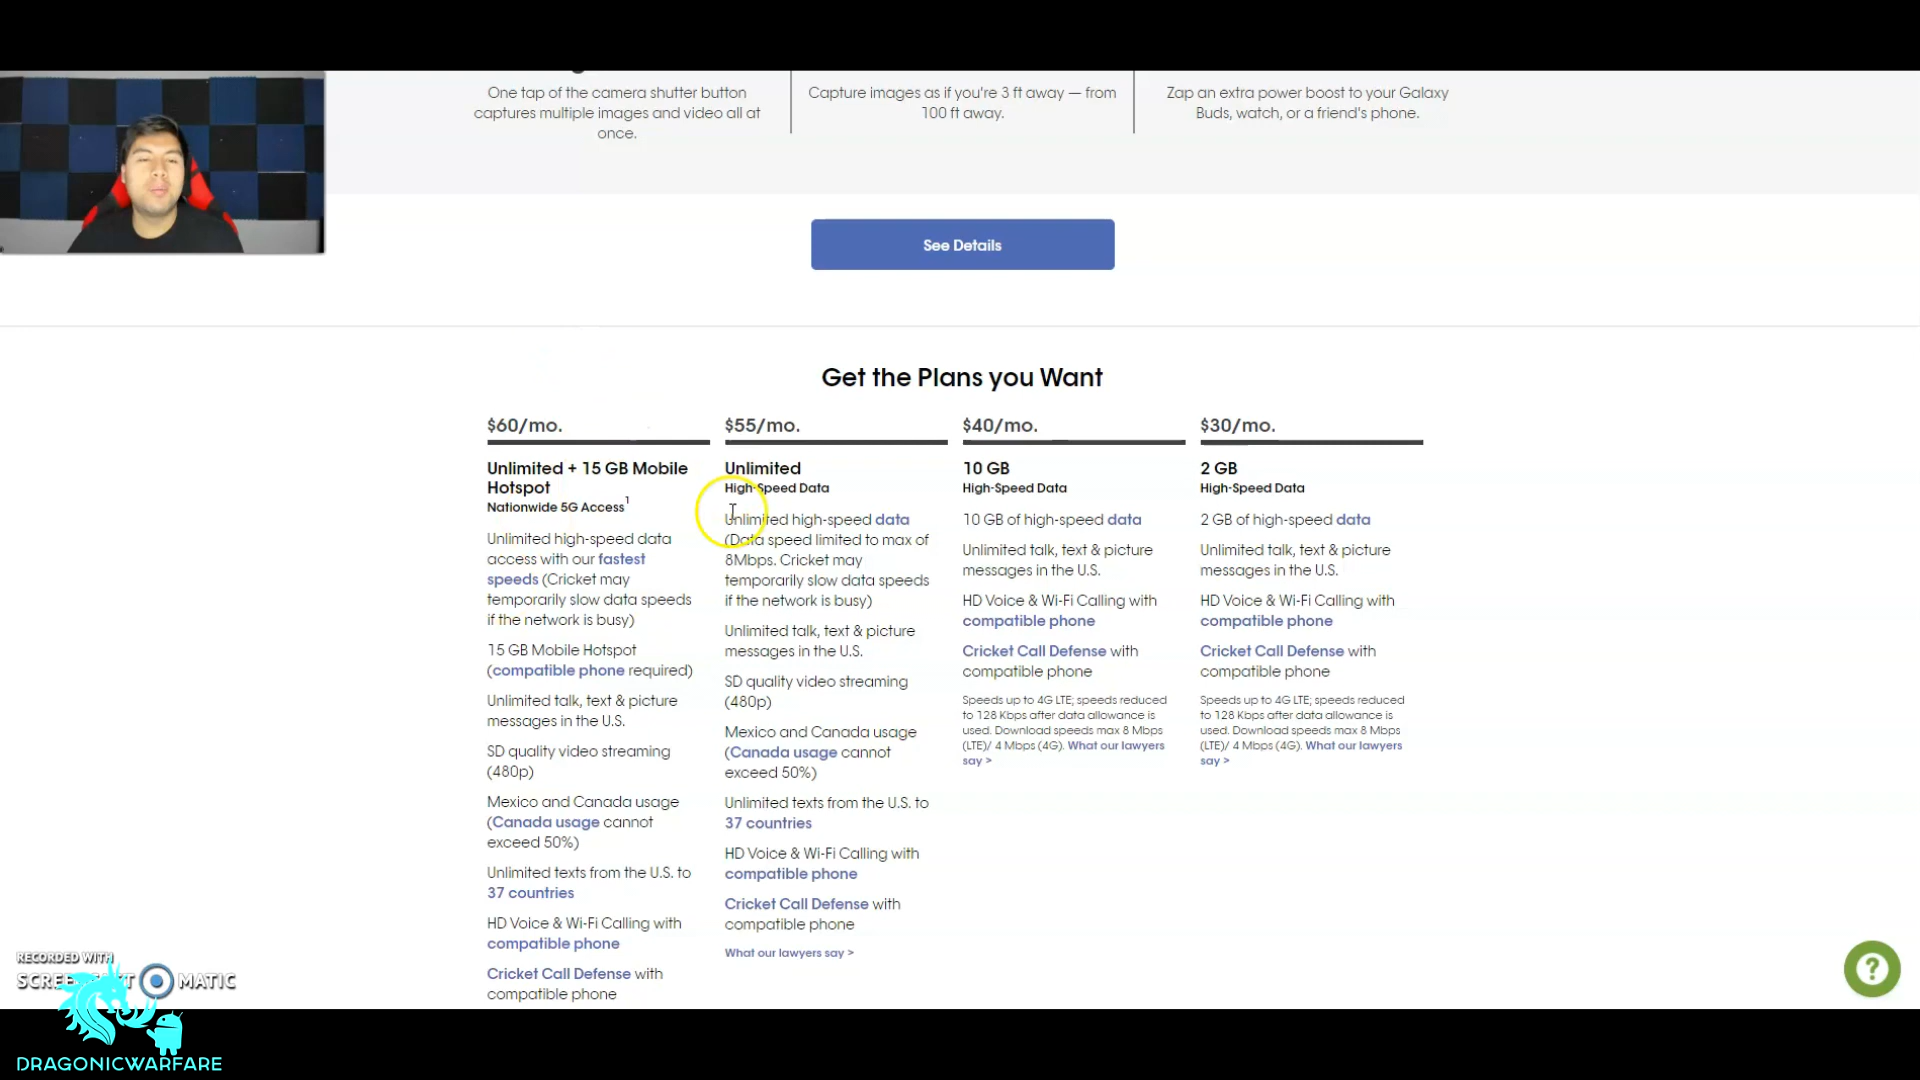 One tap of the camera shutter button
captures multiple images and video all at
once.
Capture images as if you're 3 ft away — from
100 ft away.
Zap an extra power boost to your Galaxy
Buds, watch, or a friend's phone.
See Details
Get the Plans you Want
$60/mo.
Unlimited + 15 GB Mobile
Hotspot
Nationwide 5G Access1
Unlimited high-speed data
access with our fastest
speeds (Cricket may
temporarily slow data speeds
if the network is busy)
15 GB Mobile Hotspot
(compatible phone required)
Unlimited talk, text & picture
messages in the U.S.
SD quality video streaming
(480p)
Mexico and Canada usage
(Canada usage cannot
exceed 50%)
Unlimited texts from the U.S. to
37 countries
HD Voice & Wi-Fi Calling with
compatible phone
Cricket Call Defense with
compatible phone
$55/mo.
Unlimited
High-Speed Data
Unlimited high-speed data
(Data speed limited to max of
8Mbps. Cricket may
temporarily slow data speeds
if the network is busy)
Unlimited talk, text & picture
messages in the U.S.
SD quality video streaming
(480p)
Mexico and Canada usage
(Canada usage cannot
exceed 50%)
Unlimited texts from the U.S. to
37 countries
HD Voice & Wi-Fi Calling with
compatible phone
Cricket Call Defense with
compatible phone
What our lawyers say >
$40/mo.
10 GB
High-Speed Data
10 GB of high-speed data
Unlimited talk, text & picture
messages in the U.S.
HD Voice & Wi-Fi Calling with
compatible phone
Cricket Call Defense with
compatible phone
Speeds up to 4G LTE; speeds reduced
to 128 Kbps after data allowance is
used. Download speeds max 8 Mbps
(LTE)/ 4 Mbps (4G). What our lawyers
say >
$30/mo.
2 GB
High-Speed Data
2 GB of high-speed data
Unlimited talk, text & picture
messages in the U.S.
HD Voice & Wi-Fi Calling with
compatible phone
Cricket Call Defense with
compatible phone
Speeds up to 4G LTE; speeds reduced
to 128 Kbps after data allowance is
used. Download speeds max 8 Mbps
(LTE)/ 4 Mbps (4G). What our lawyers
say >
?
RECORDED WITH
MATIC
DRAGONICWARFARE